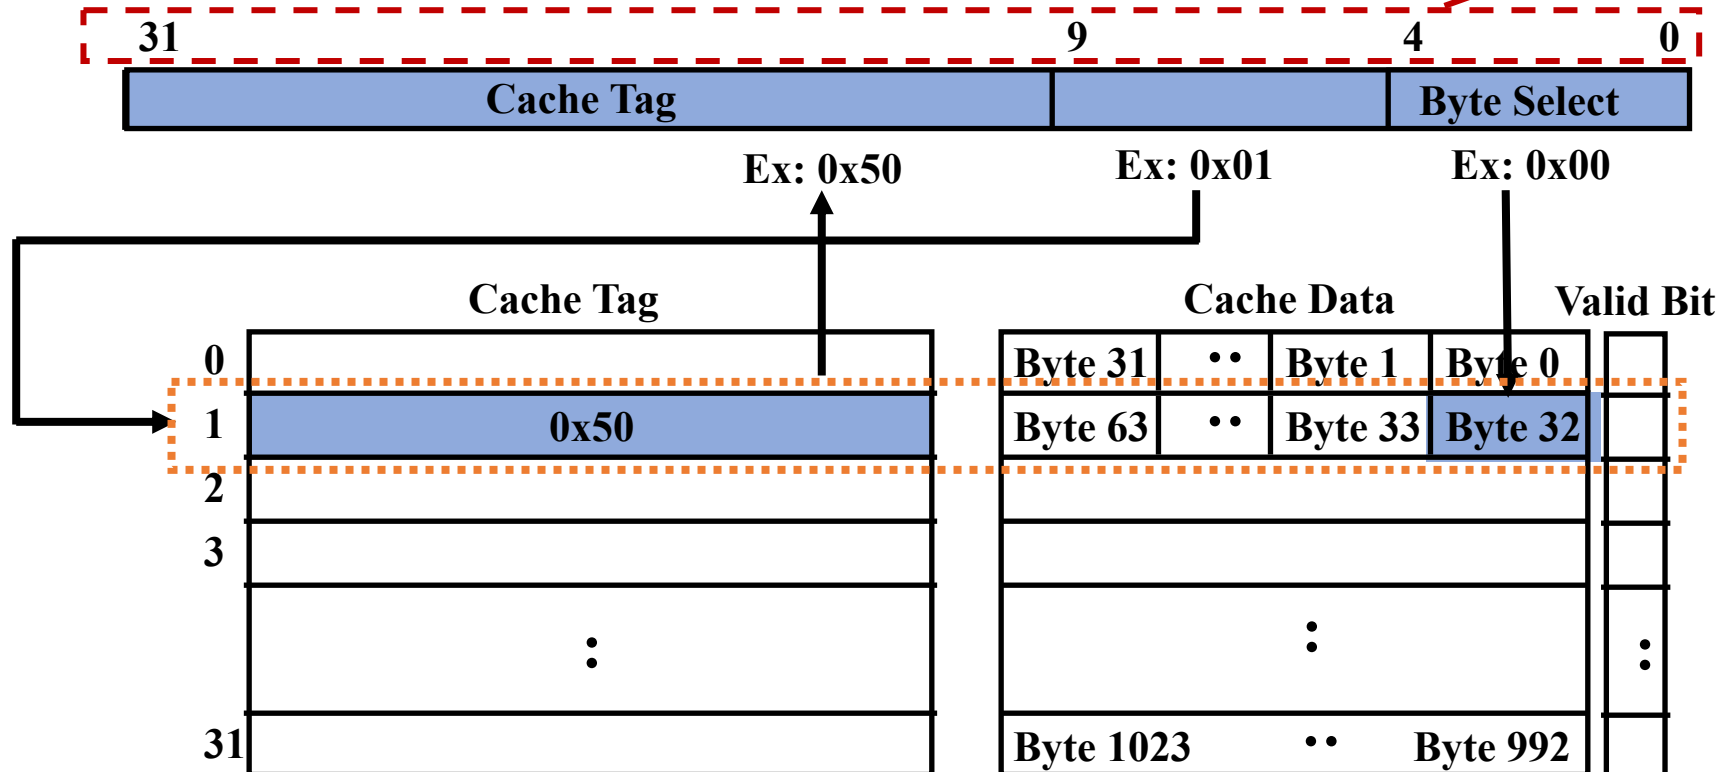 31 9 4 0
Cache Tag Byte Select
Ex: 0x50 Ex: 0x01 Ex: 0x00
Cache Tag Cache Data Valid Bit
0 Byte 31 ·· Byte 1 Byte 0
1 0x50 Byte 63 ·· Byte 33 Byte 32
2
3
: : :
31 Byte 1023 ·· Byte 992